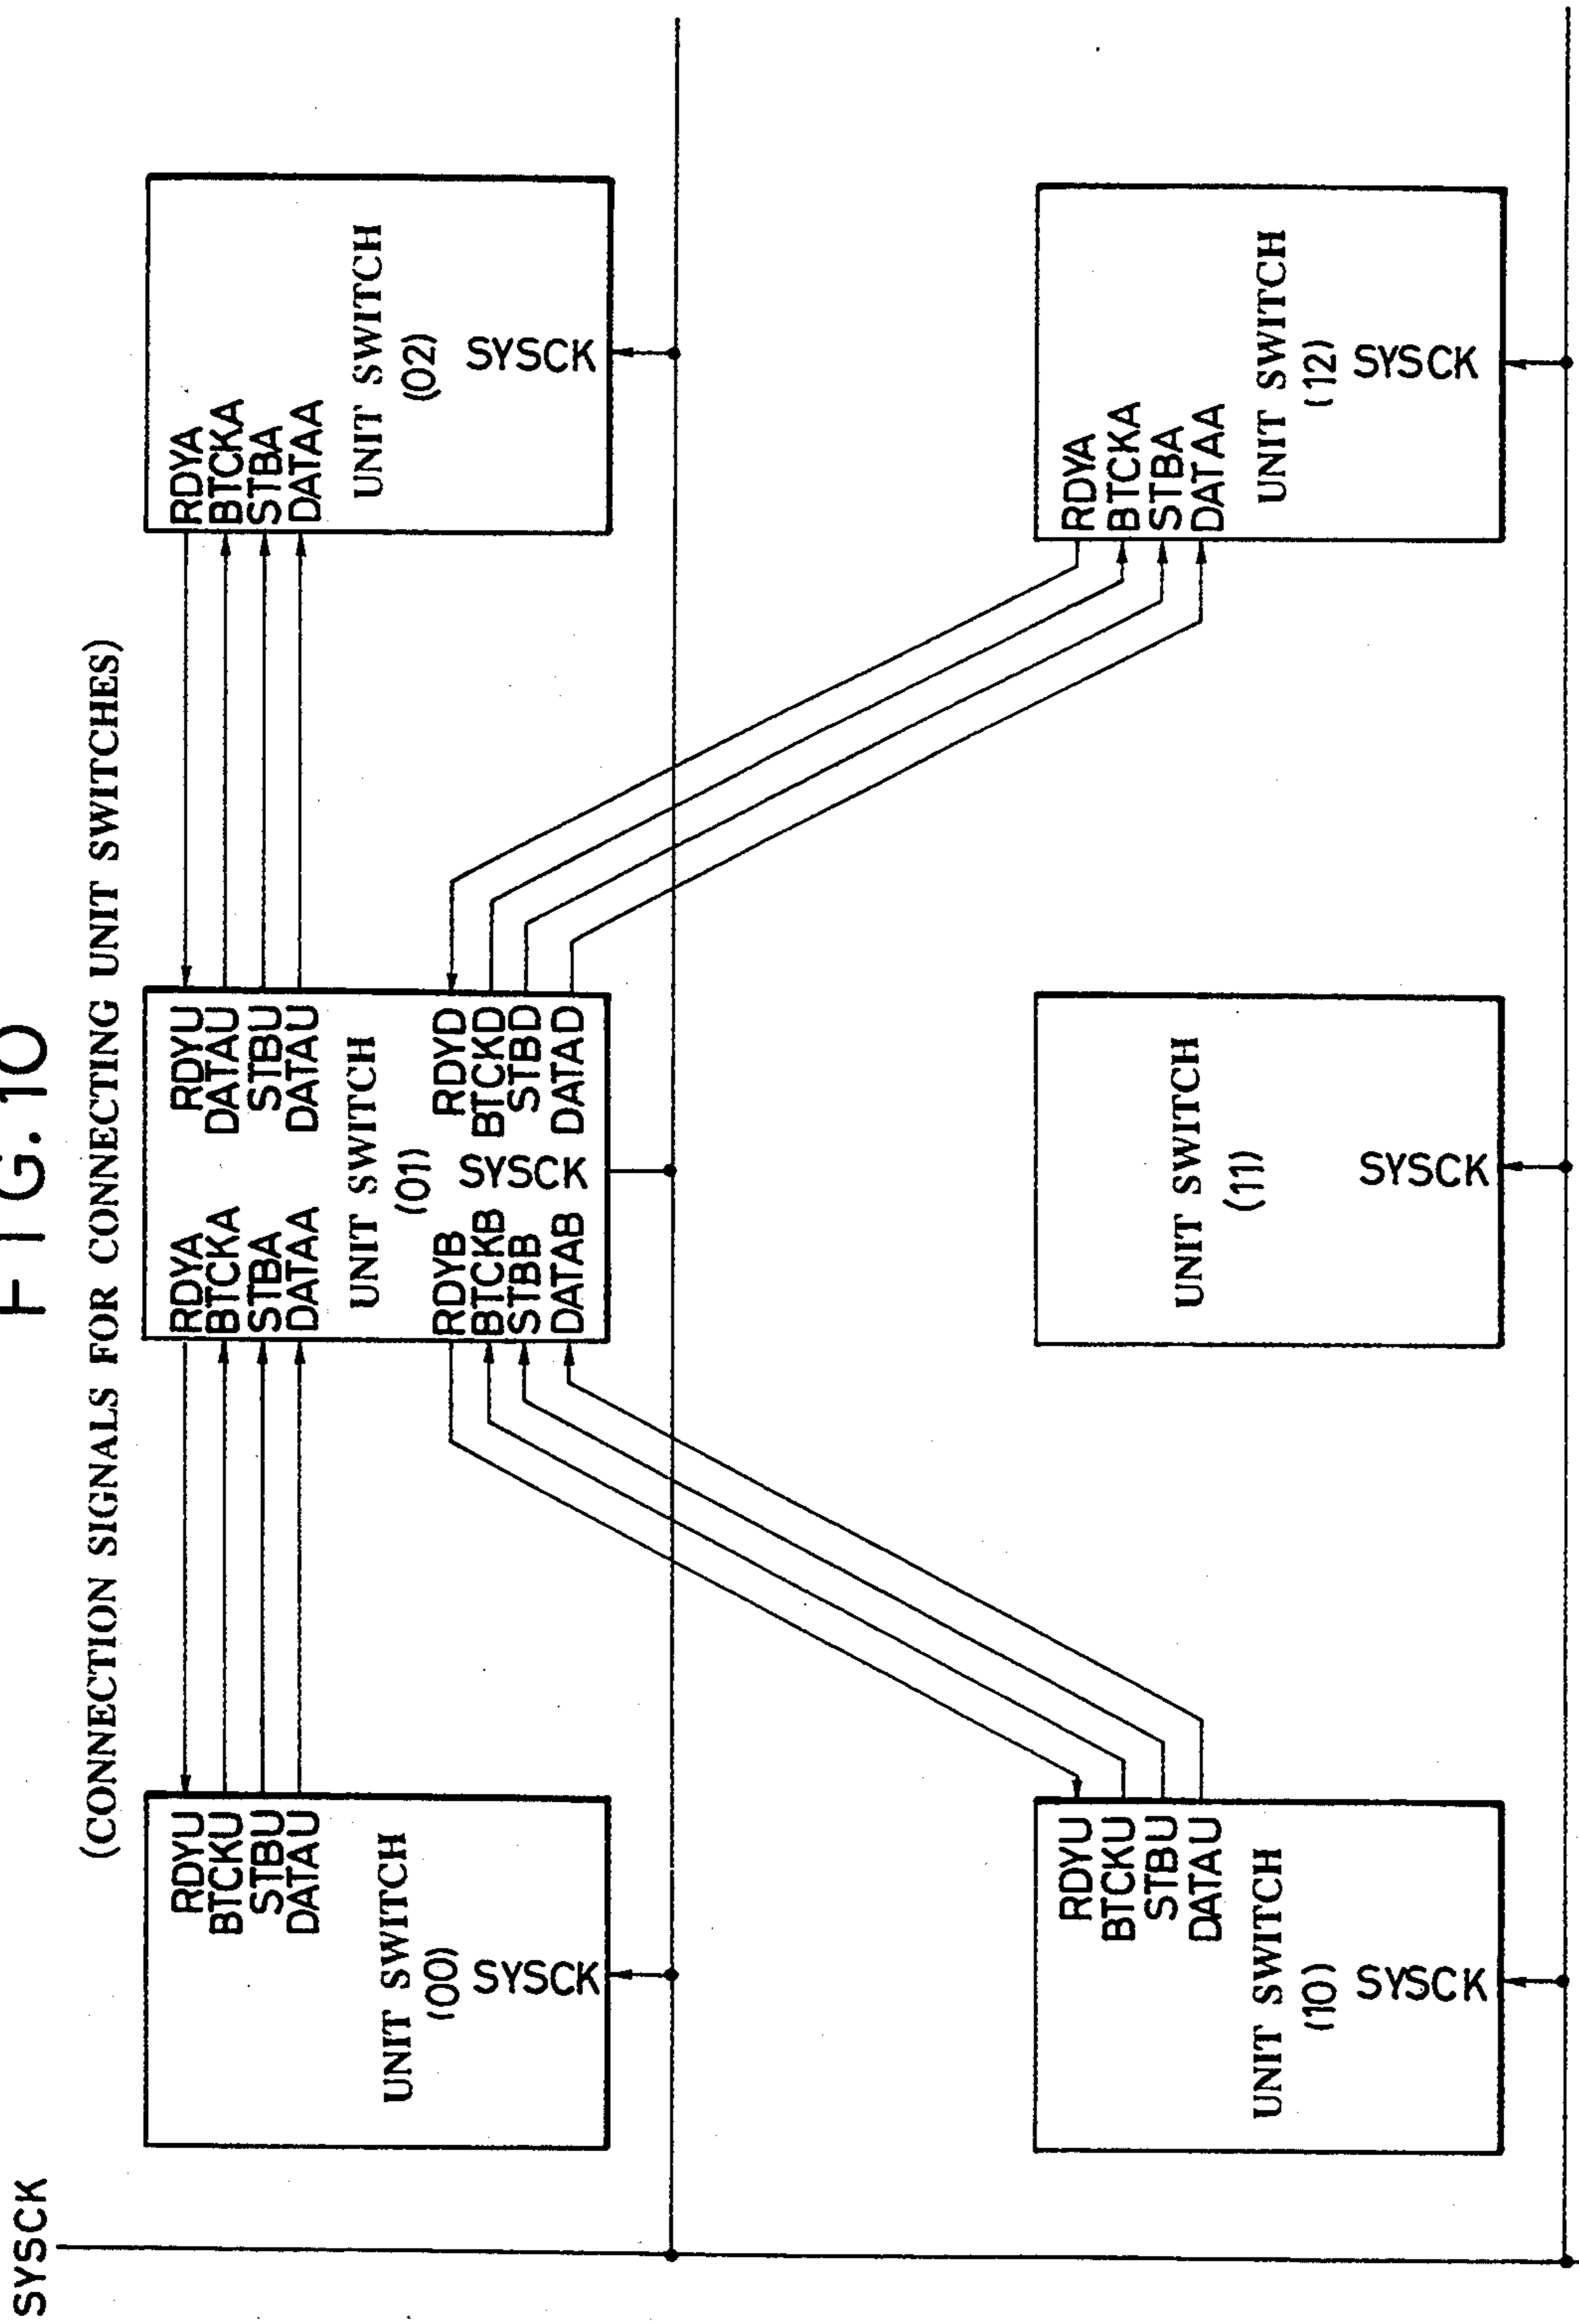 FIG. 10
(CONNECTION SIGNALS FOR CONNECTING UNIT SWITCHES)
SYSCK
RDYU
BTCKU
STBU
DATAU
UNIT SWITCH
(00)
SYSCK
RDYA
BTCKA
STBA
DATAA
RDYU
DATAU
STBU
DATAU
UNIT SWITCH
(01)
RDYB
BTCKB
STBB
DATAB
SYSCK
RDYD
BTCKD
STBD
DATAD
RDYA
BTCKA
STBA
DATAA
UNIT SWITCH
(02)
SYSCK
RDYU
BTCKU
STBU
DATAU
UNIT SWITCH
(10)
SYSCK
UNIT SWITCH
(11)
SYSCK
RDYA
BTCKA
STBA
DATAA
UNIT SWITCH
(12)
SYSCK